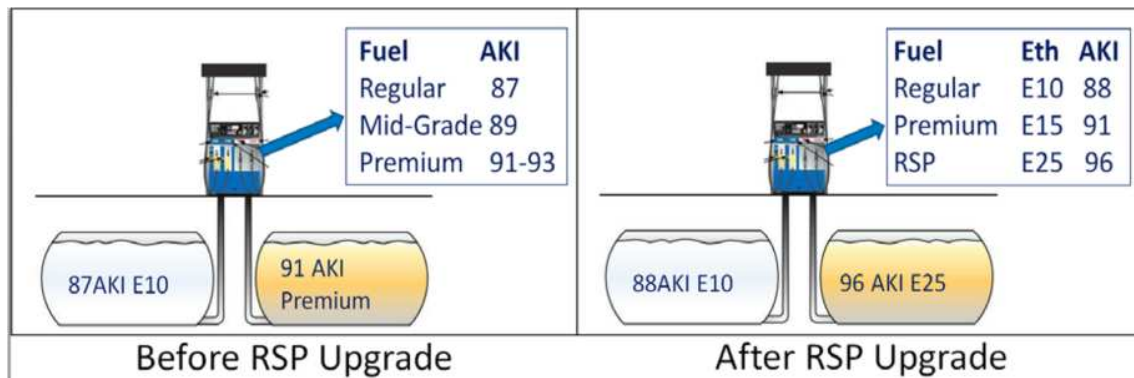 Fuel AKI
Regular 87
Mid-Grade 89
Premium 91-93
87AKI E10
91 AKI
Premium
Before RSP Upgrade
Fuel Eth AKI
Regular E10 88
Premium E15 91
RSP E25 96
88AKI E10
96 AKI E25
After RSP Upgrade